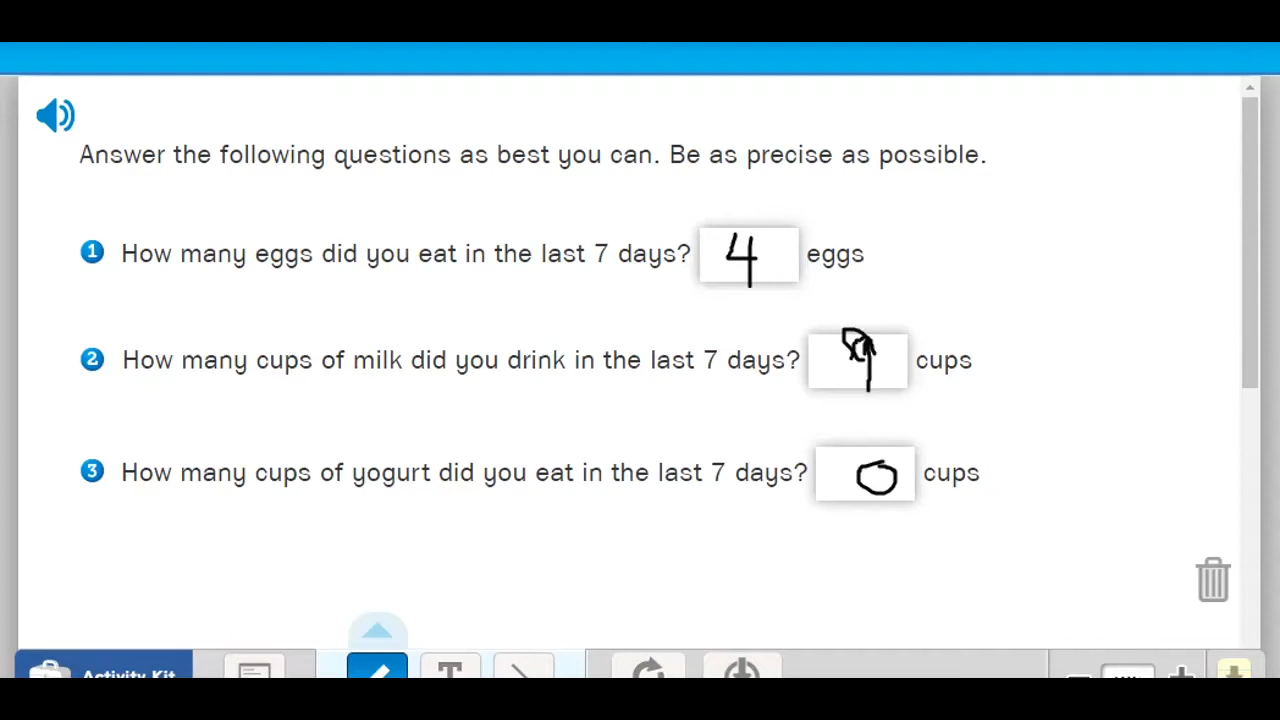 Answer the following questions as best you can. Be as precise as possible.
1 How many eggs did you eat in the last 7 days? 4 eggs
2 How many cups of milk did you drink in the last 7 days? 9 cups
3 How many cups of yogurt did you eat in the last 7 days? 0 cups
Activity Kit
T